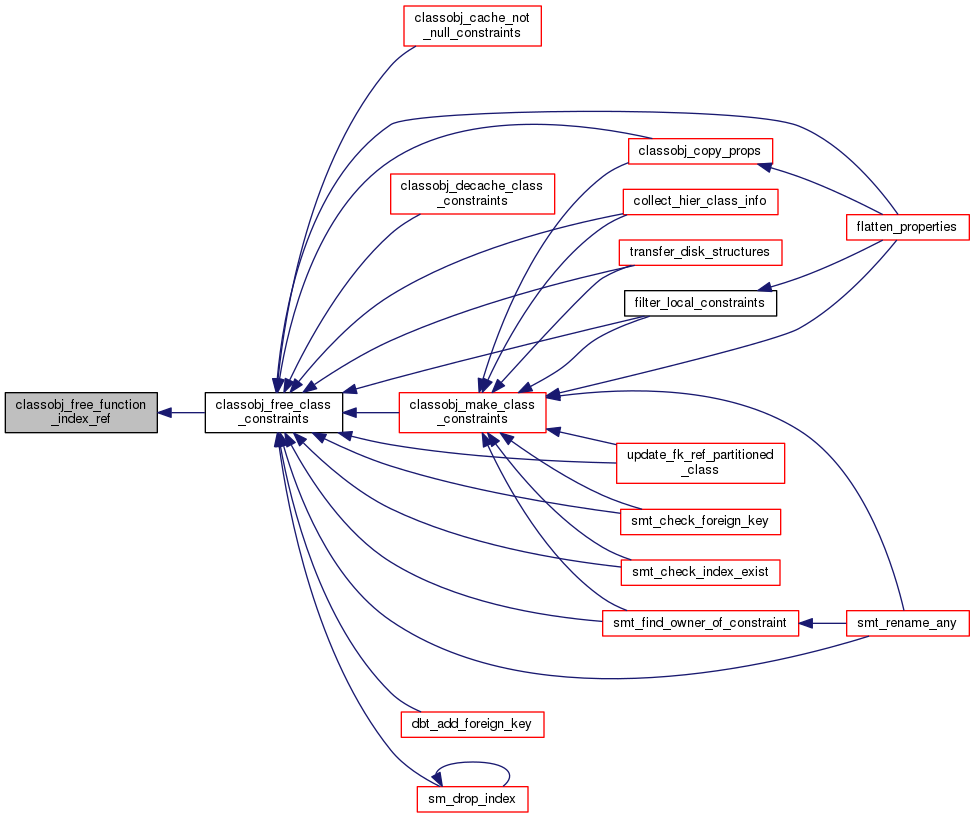 classobj_cache_not
_null_constraints
classobj_copy_props
classobj_decache_class
_constraints
collect_hier_class_info
flatten_properties
transfer_disk_structures
filter_local_constraints
classobj_free_function
_index_ref
classobj_free_class
_constraints
classobj_make_class
_constraints
update_fk_ref_partitioned
_class
smt_check_foreign_key
smt_check_index_exist
smt_find_owner_of_constraint
smt_rename_any
dbt_add_foreign_key
sm_drop_index